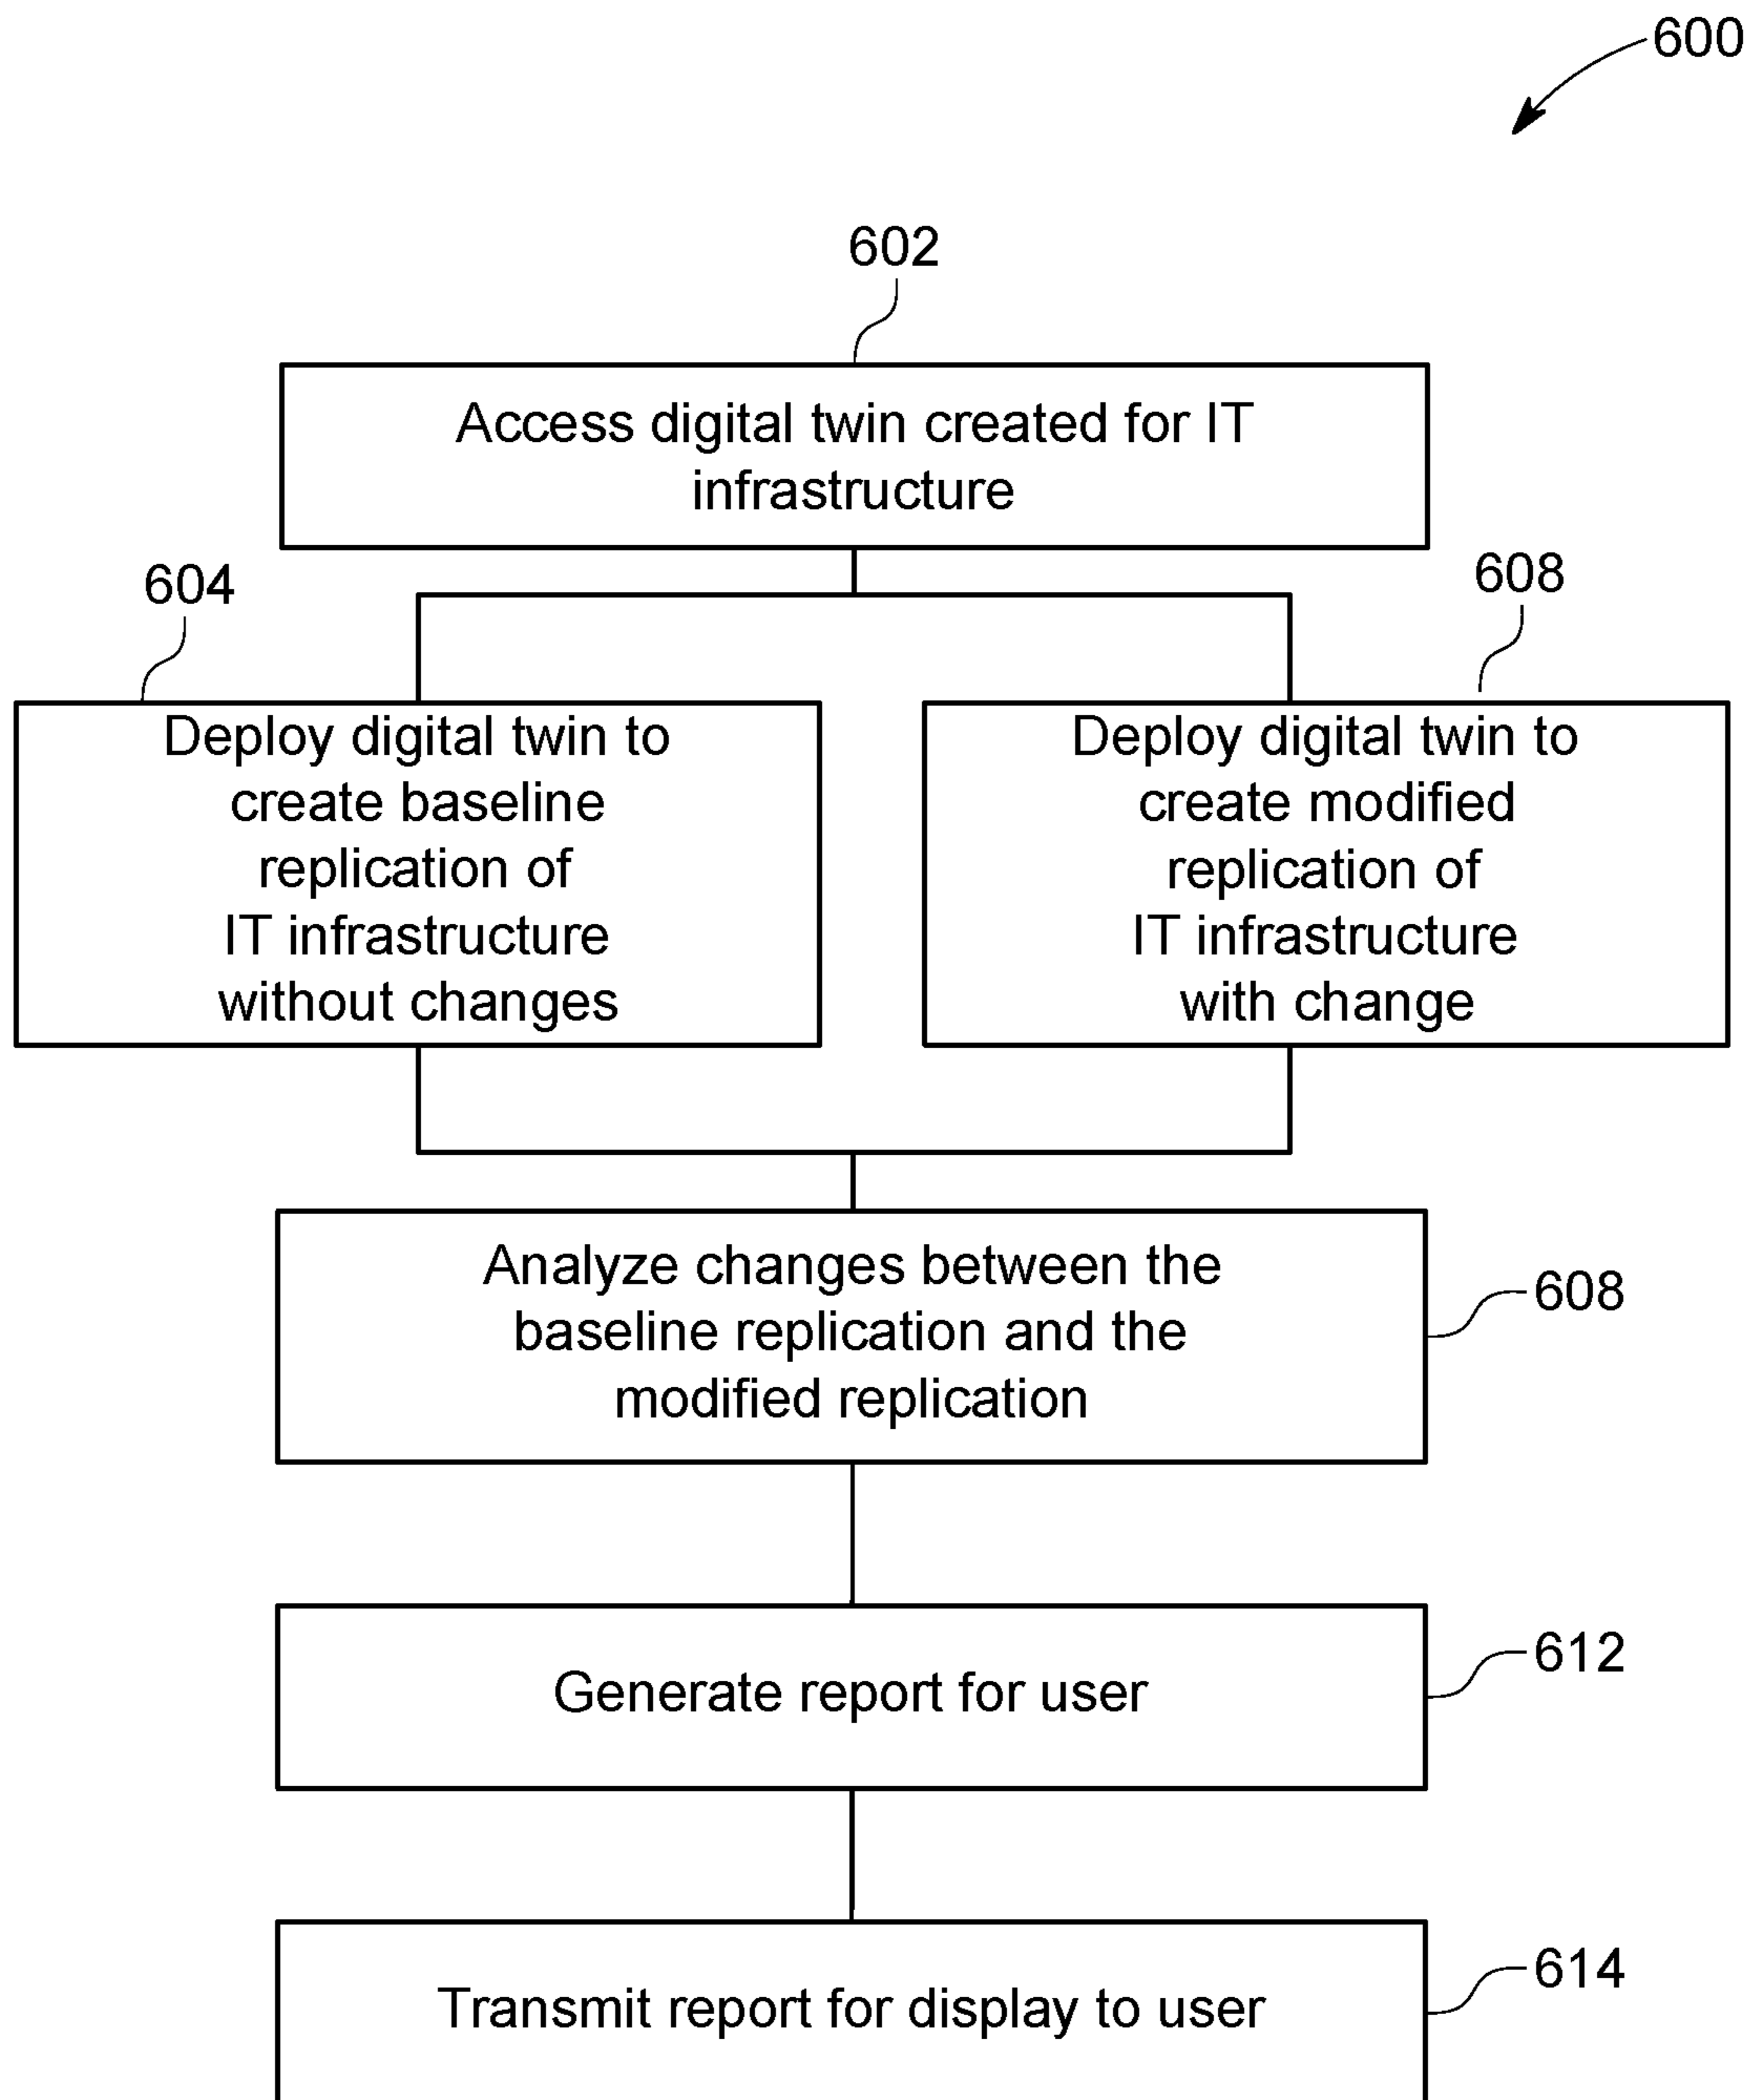 600
602
Access digital twin created for IT
infrastructure
604
Deploy digital twin to
create baseline
replication of
IT infrastructure
without changes
608
Deploy digital twin to
create modified
replication of
IT infrastructure
with change
Analyze changes between the
baseline replication and the
modified replication
608
Generate report for user
612
Transmit report for display to user
614